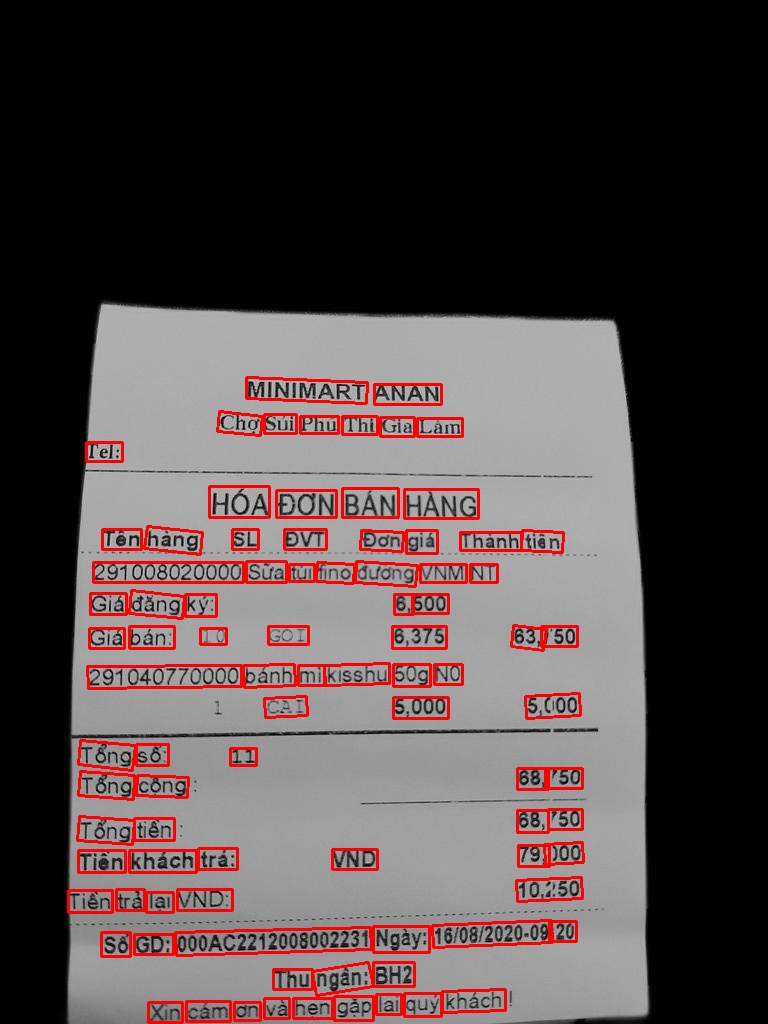 MINIMART ANAN
Chợ Sủi Phú Thị Gia Lâm
Tel:
HÓA ĐƠN BÁN HÀNG
Tên hàng SL ĐVT Đơn giá Thành tiền
291008020000 Sữa túi fino đường VNM NT
Giá đăng ký: 6,500
Giá bán: 10 GOI 6,375 63,750
291040770000 bánh mì kisshu 50g N0
1 CAI 5,000 5,000
Tổng số: 11
Tổng cộng : 68,750
Tổng tiền : 68,750
Tiền khách trả: VND 79,000
Tiền trả lại VND: 10,250
Số GD: 000AC2212008002231 Ngày: 16/08/2020-09:20
Thu ngân: BH2
Xin cám ơn và hẹn gặp lại quý khách !